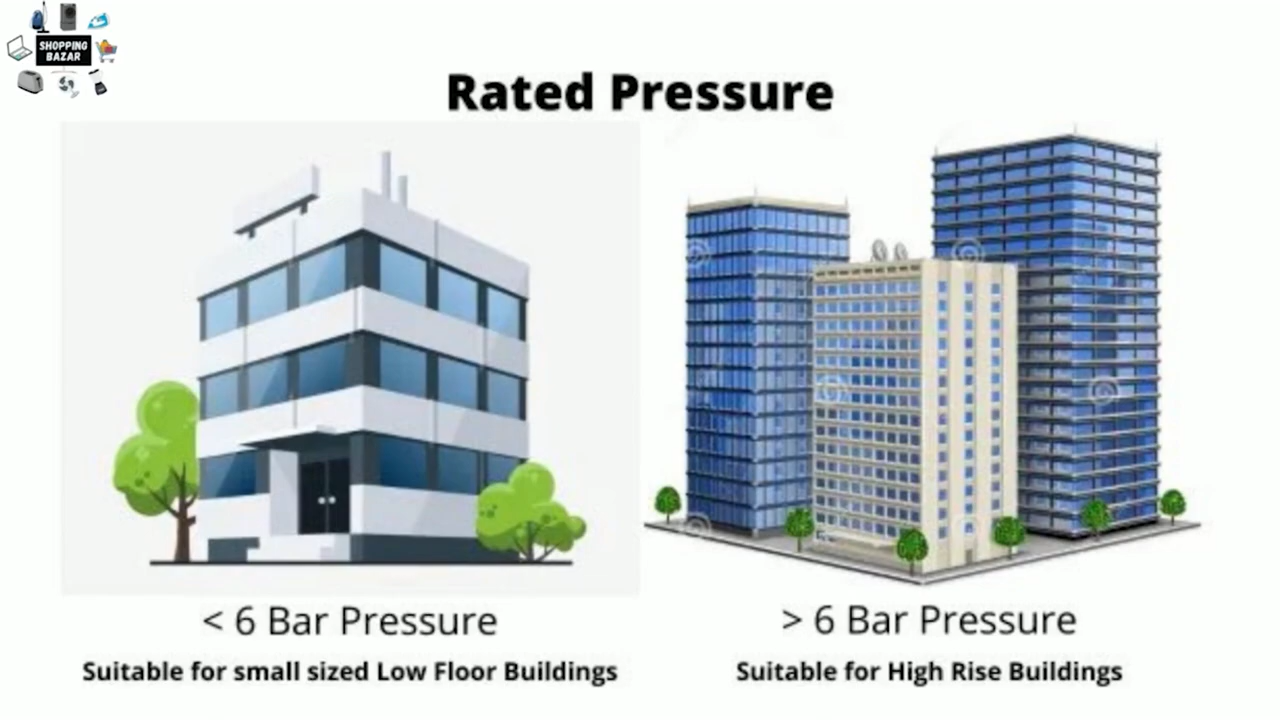 SHOPPING
BAZAR
Rated Pressure
< 6 Bar Pressure
> 6 Bar Pressure
Suitable for small sized Low Floor Buildings
Suitable for High Rise Buildings